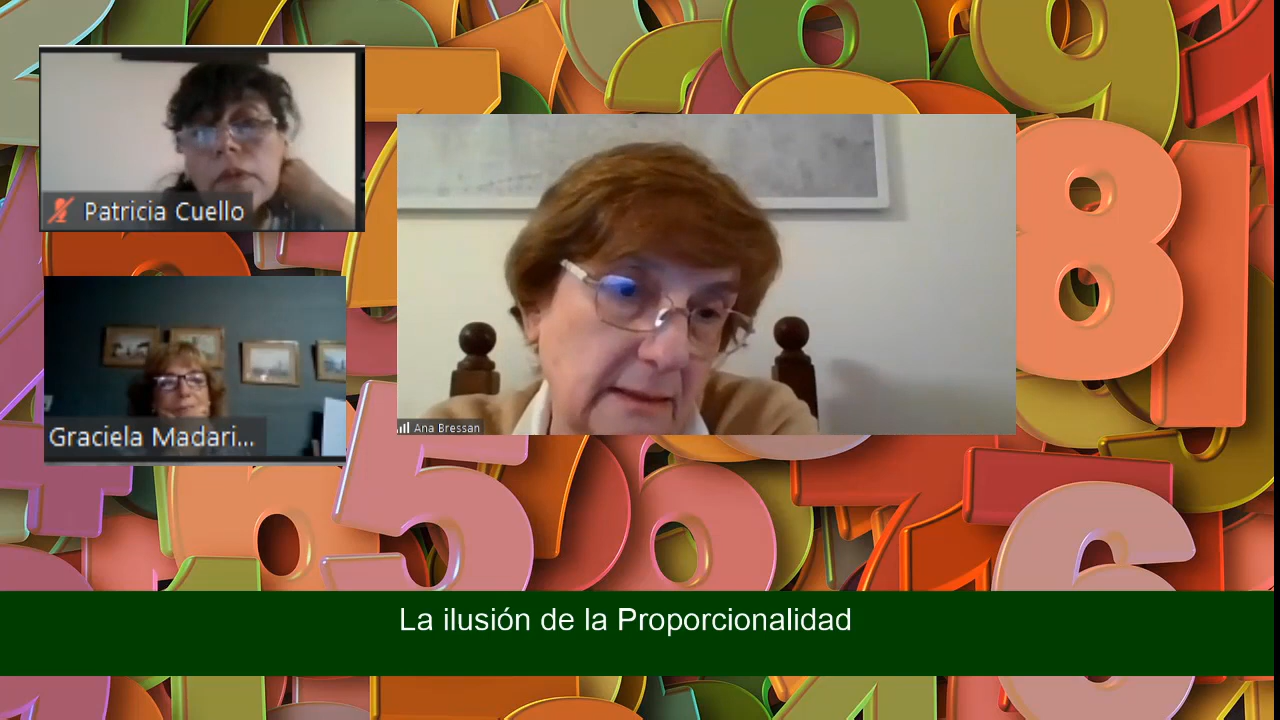 Patricia Cuello
Graciela Madari...
Ana Bressan
La ilusión de la Proporcionalidad